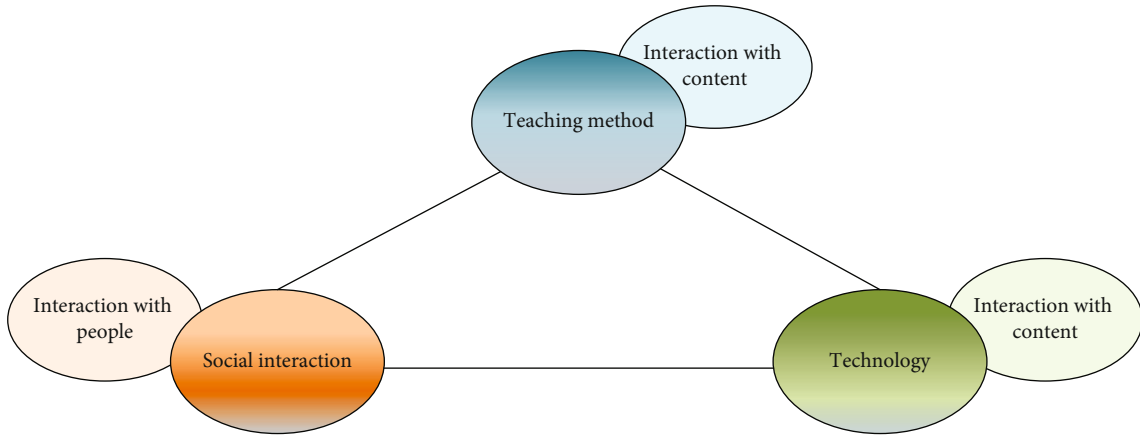 Interaction with
content
Teaching method
Interaction with
people
Social interaction
Interaction with
content
Technology